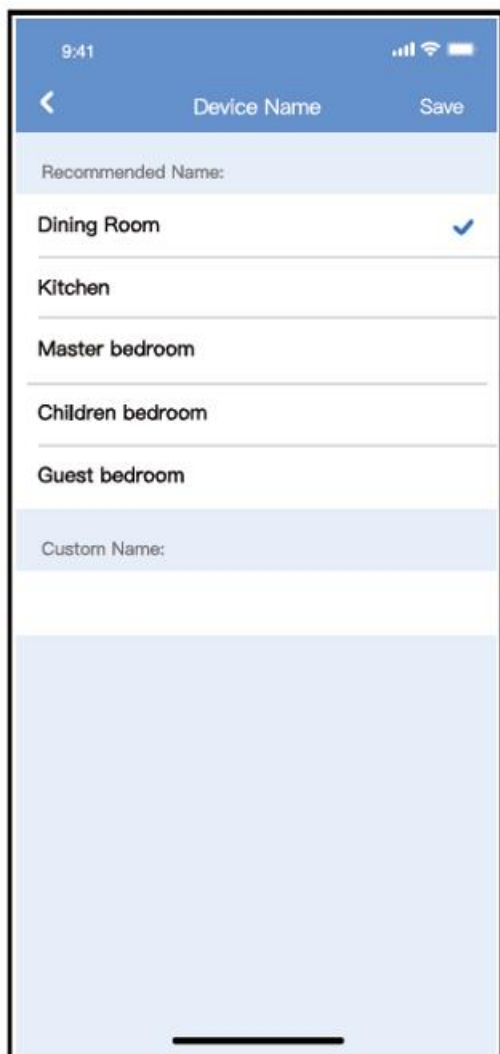 9:41
Device Name
Save
Recommended Name:
Dining Room
Kitchen
Master bedroom
Children bedroom
Guest bedroom
Custom Name: